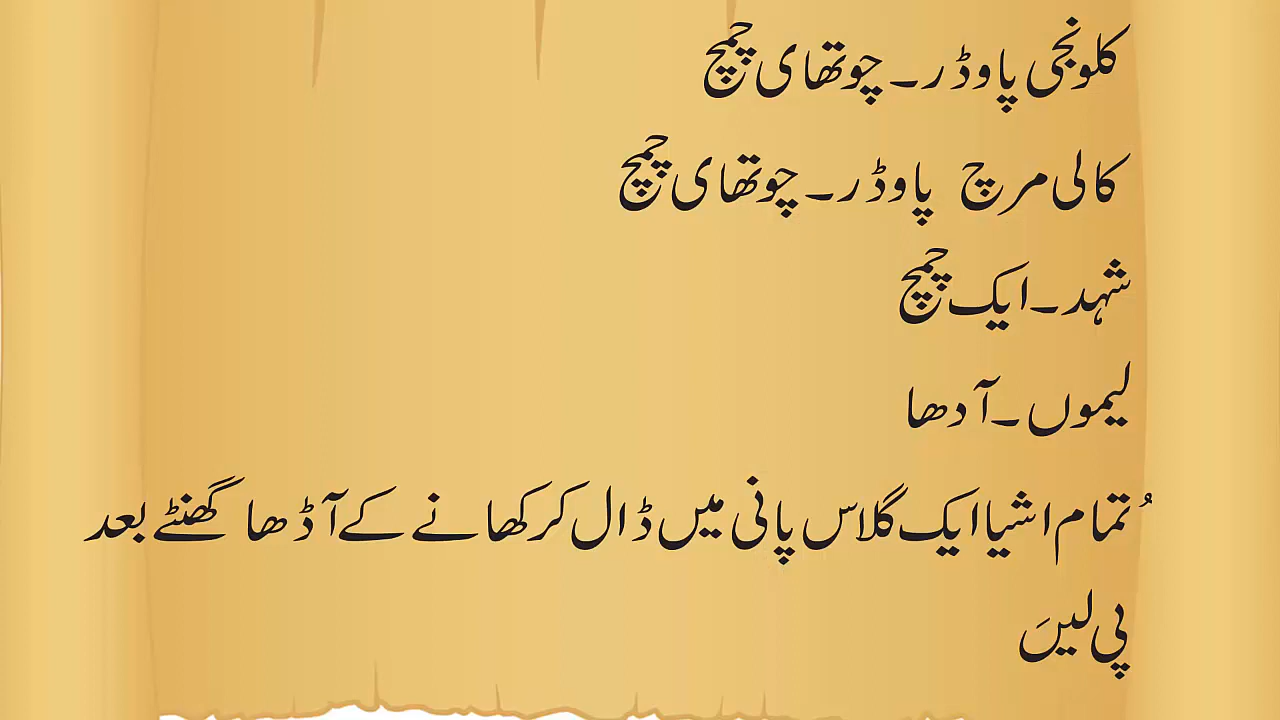 کلونجی پاوڈر۔ چوتھای چمچ
کالی مرچ پاوڈر۔ چوتھای چمچ
شہد۔ایک چمچ
لیموں۔آدھا
ُتمام اشیا ایک گلاس پانی میں ڈال کر کھانے کے آڈھا گھنٹے بعد
پی لیںَ